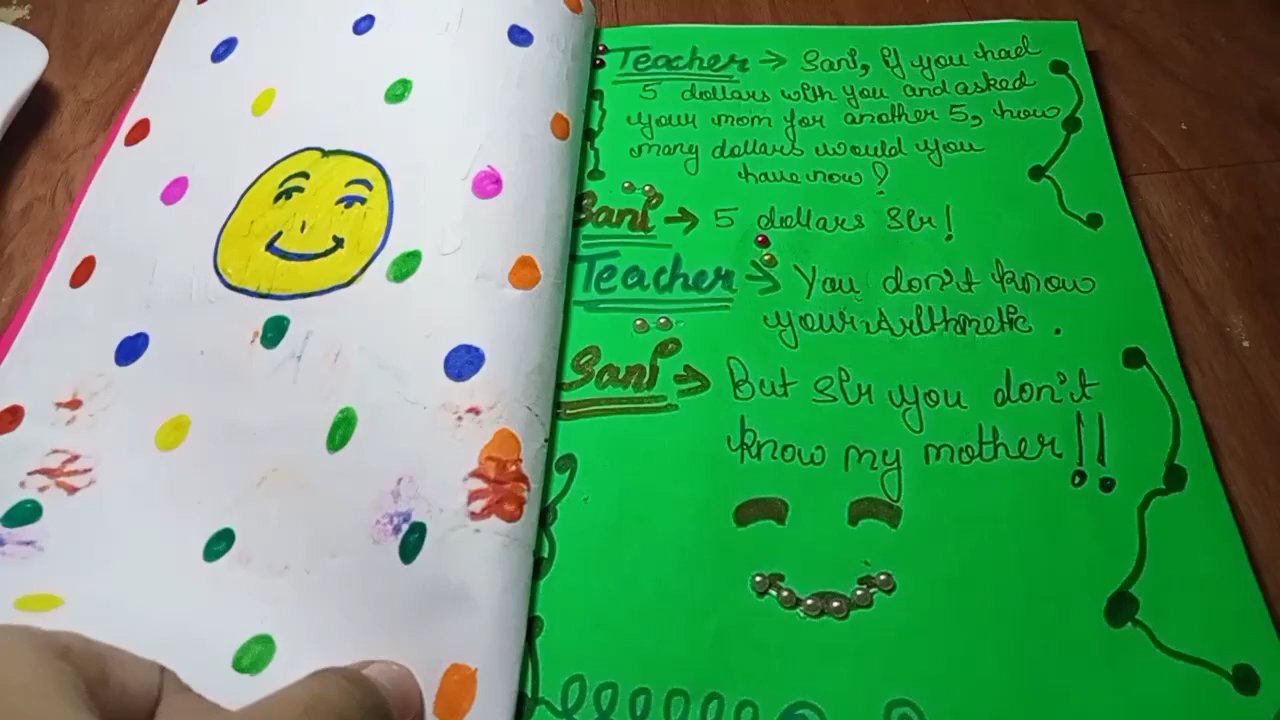 Teacher → Sani, if you had
5 dollars with you and asked
your mom for another 5, how
many dollars would you
have now?
Sani → 5 dollars Sir!
Teacher → You don't know
your Arithmetic.
Sani → But sir you don't
know my mother!!